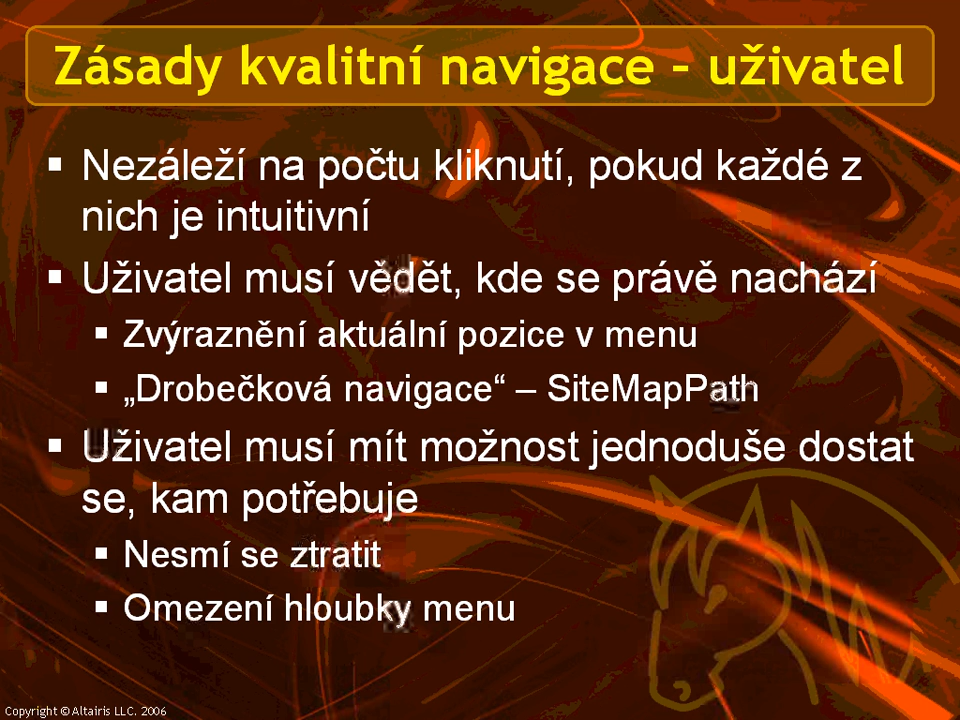 Zásady kvalitní navigace – uživatel
▪ Nezáleží na počtu kliknutí, pokud každé z
nich je intuitivní
▪ Uživatel musí vědět, kde se právě nachází
▪ Zvýraznění aktuální pozice v menu
▪ „Drobečková navigace“ – SiteMapPath
▪ Uživatel musí mít možnost jednoduše dostat
se, kam potřebuje
▪ Nesmí se ztratit
▪ Omezení hloubky menu
Copyright © Altairis LLC. 2006